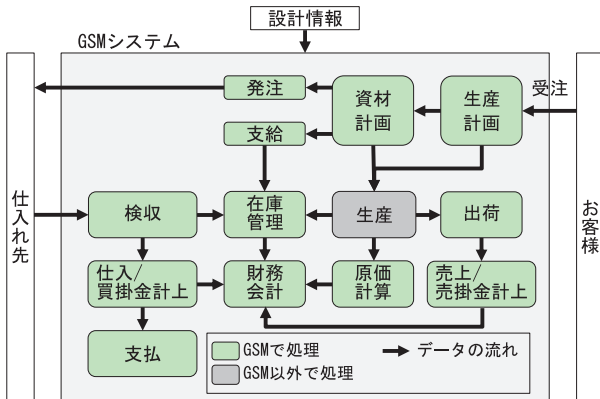 設計情報
GSMシステム
仕入れ先
お客様
受注
発注
資材
計画
生産
計画
支給
検収
在庫
管理
生産
出荷
仕入/
買掛金計上
財務
会計
原価
計算
売上/
売掛金計上
支払
GSMで処理
データの流れ
GSM以外で処理